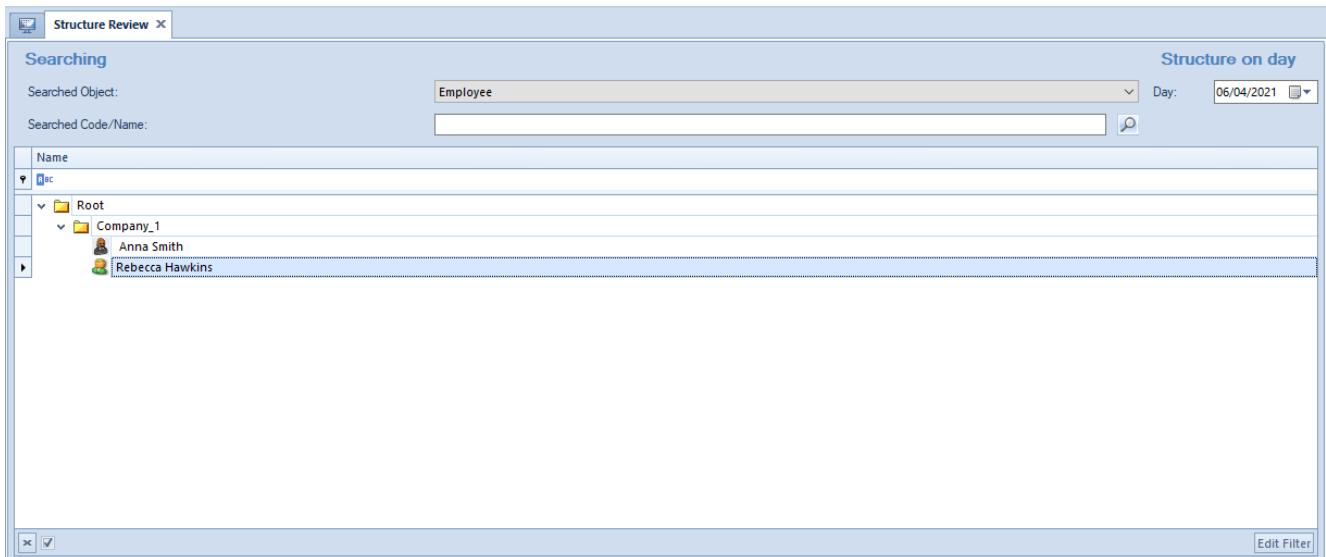 Structure Review
Searching
Structure on day
Searched Object:
Employee
Day:
06/04/2021
Searched Code/Name:
Name
ABC
Root
Company_1
Anna Smith
Rebecca Hawkins
Edit Filter